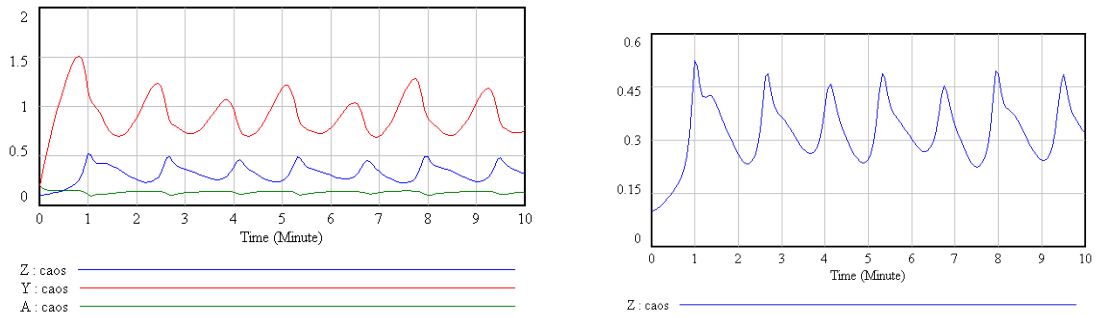 2
1.5
1
0.5
0
0 1 2 3 4 5 6 7 8 9 10
Time (Minute)
Z : caos
Y : caos
A : caos
0.6
0.45
0.3
0.15
0
0 1 2 3 4 5 6 7 8 9 10
Time (Minute)
Z : caos